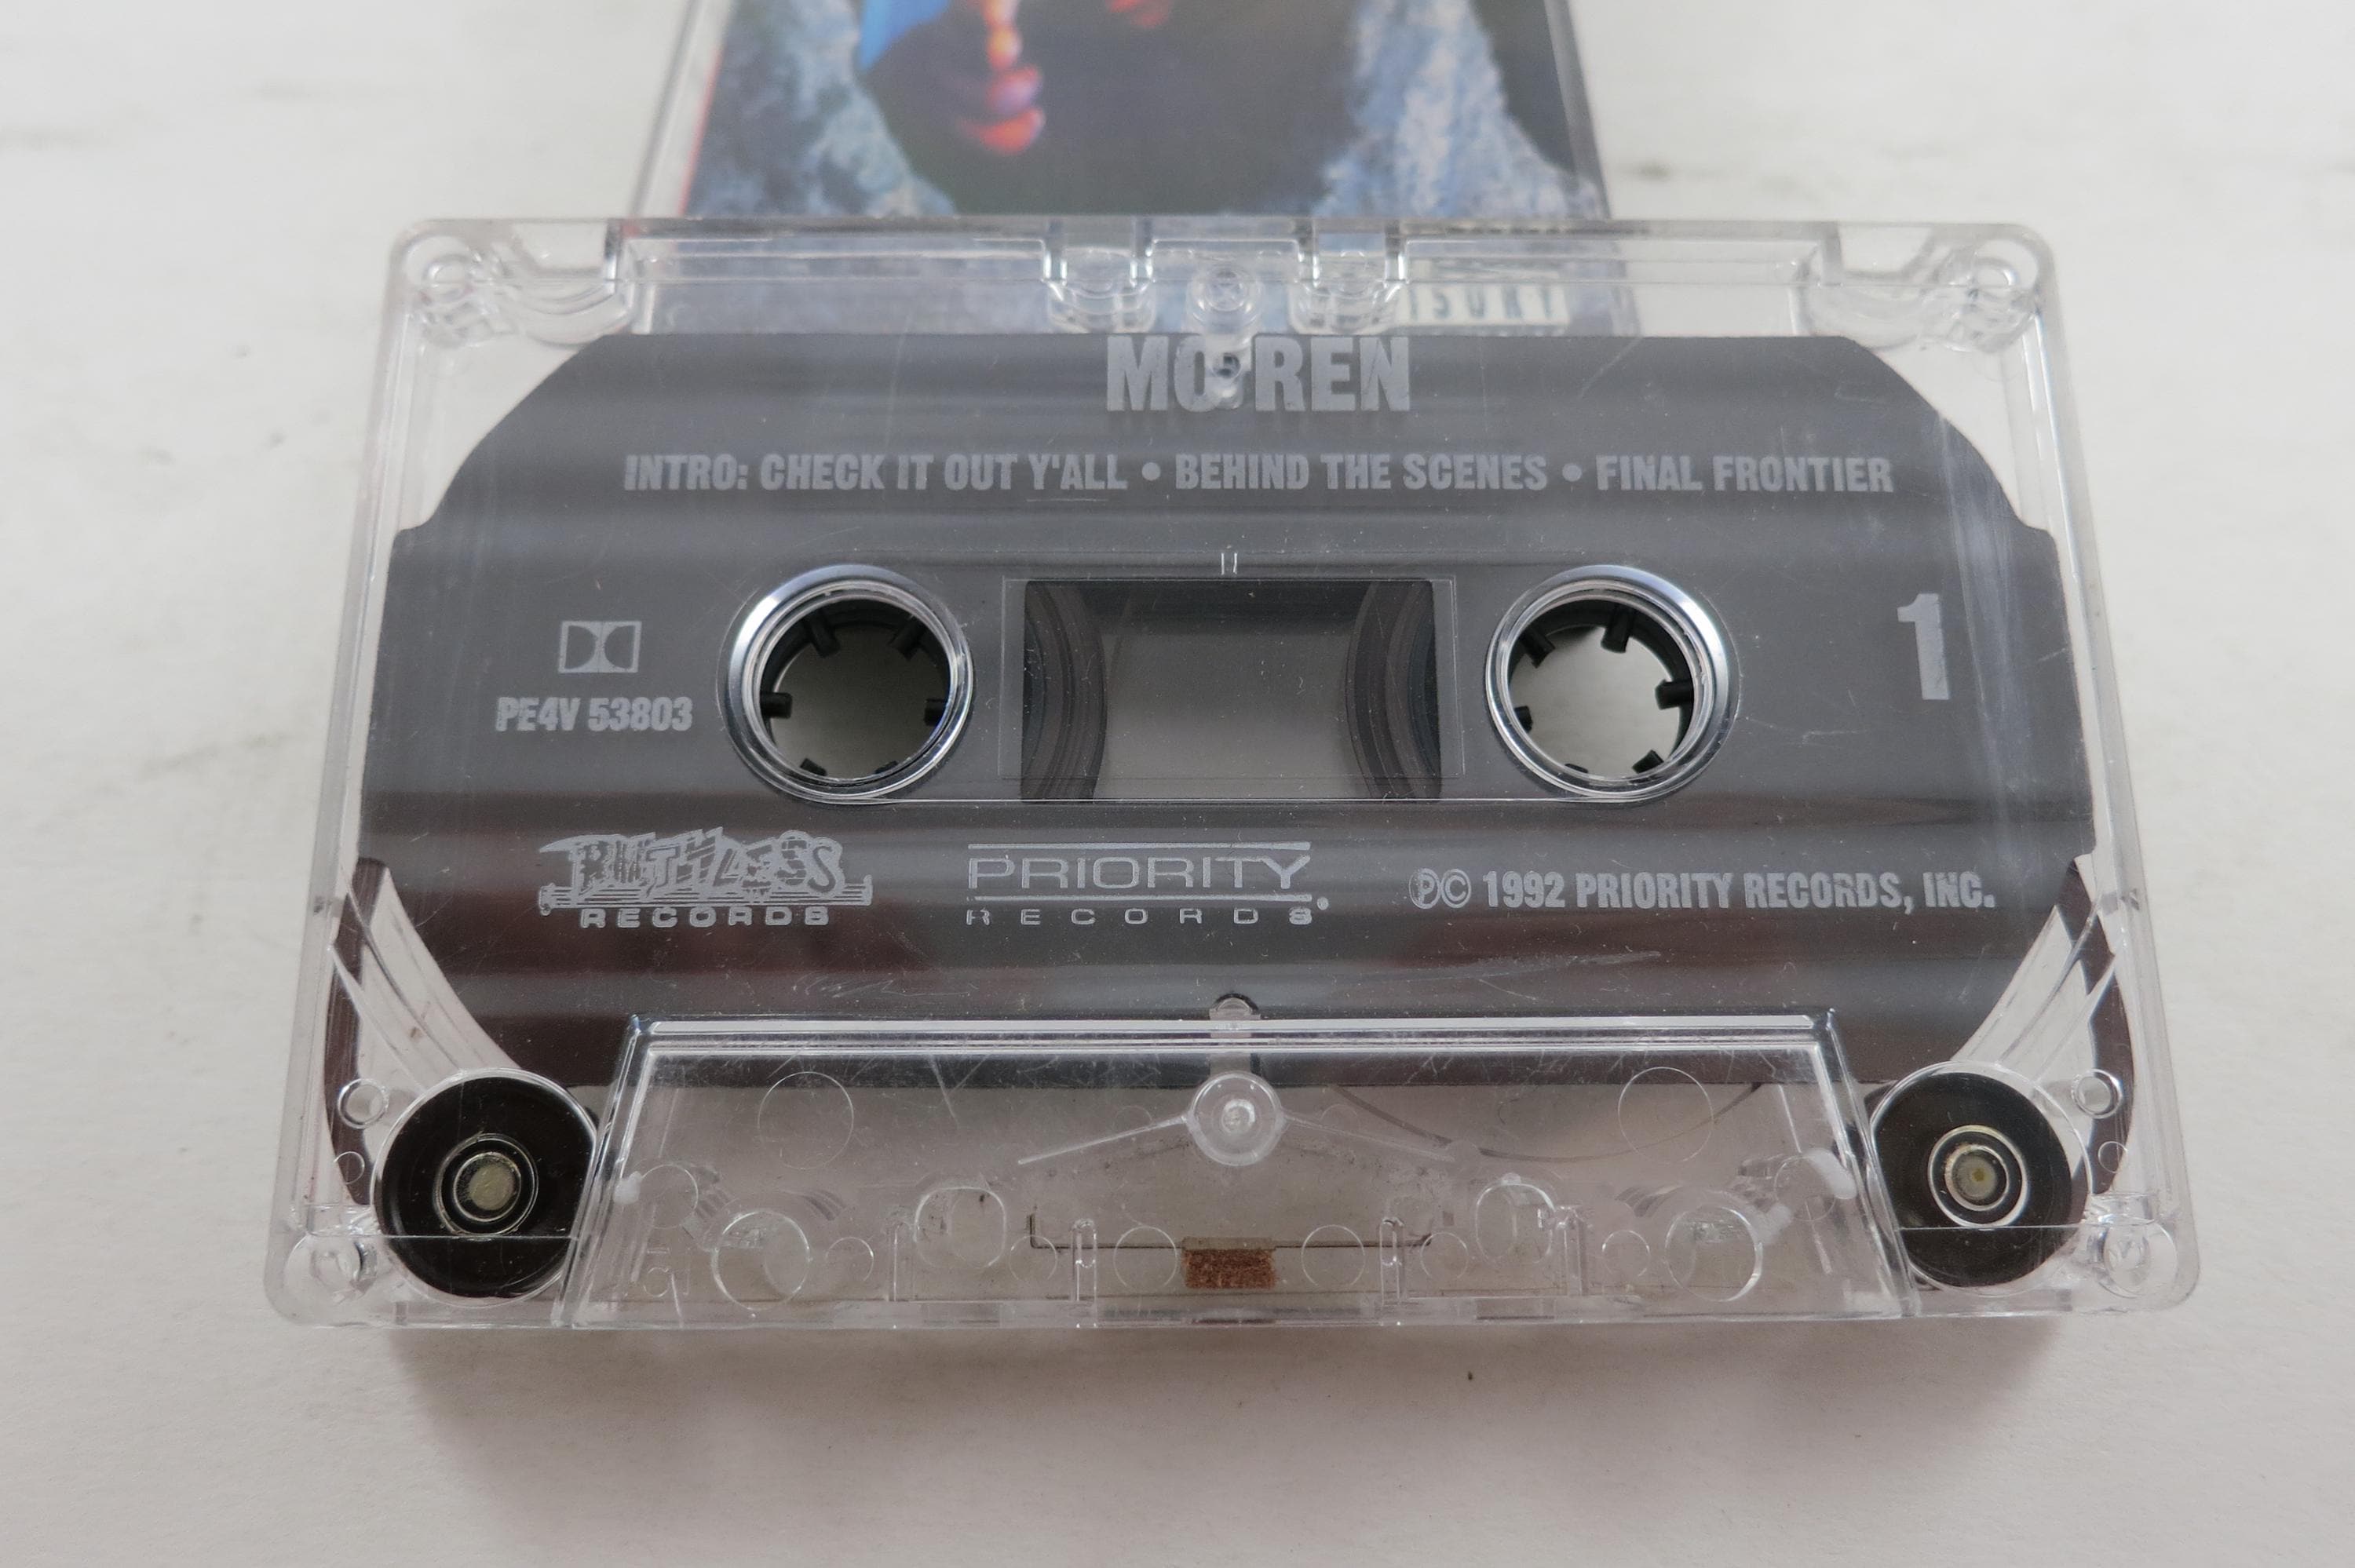 MC REN
INTRO: CHECK IT OUT Y'ALL • BEHIND THE SCENES • FINAL FRONTIER
1
PE4V 53803
RUTHLESS
RECORDS
PRIORITY
RECORDS.
℗© 1992 PRIORITY RECORDS, INC.